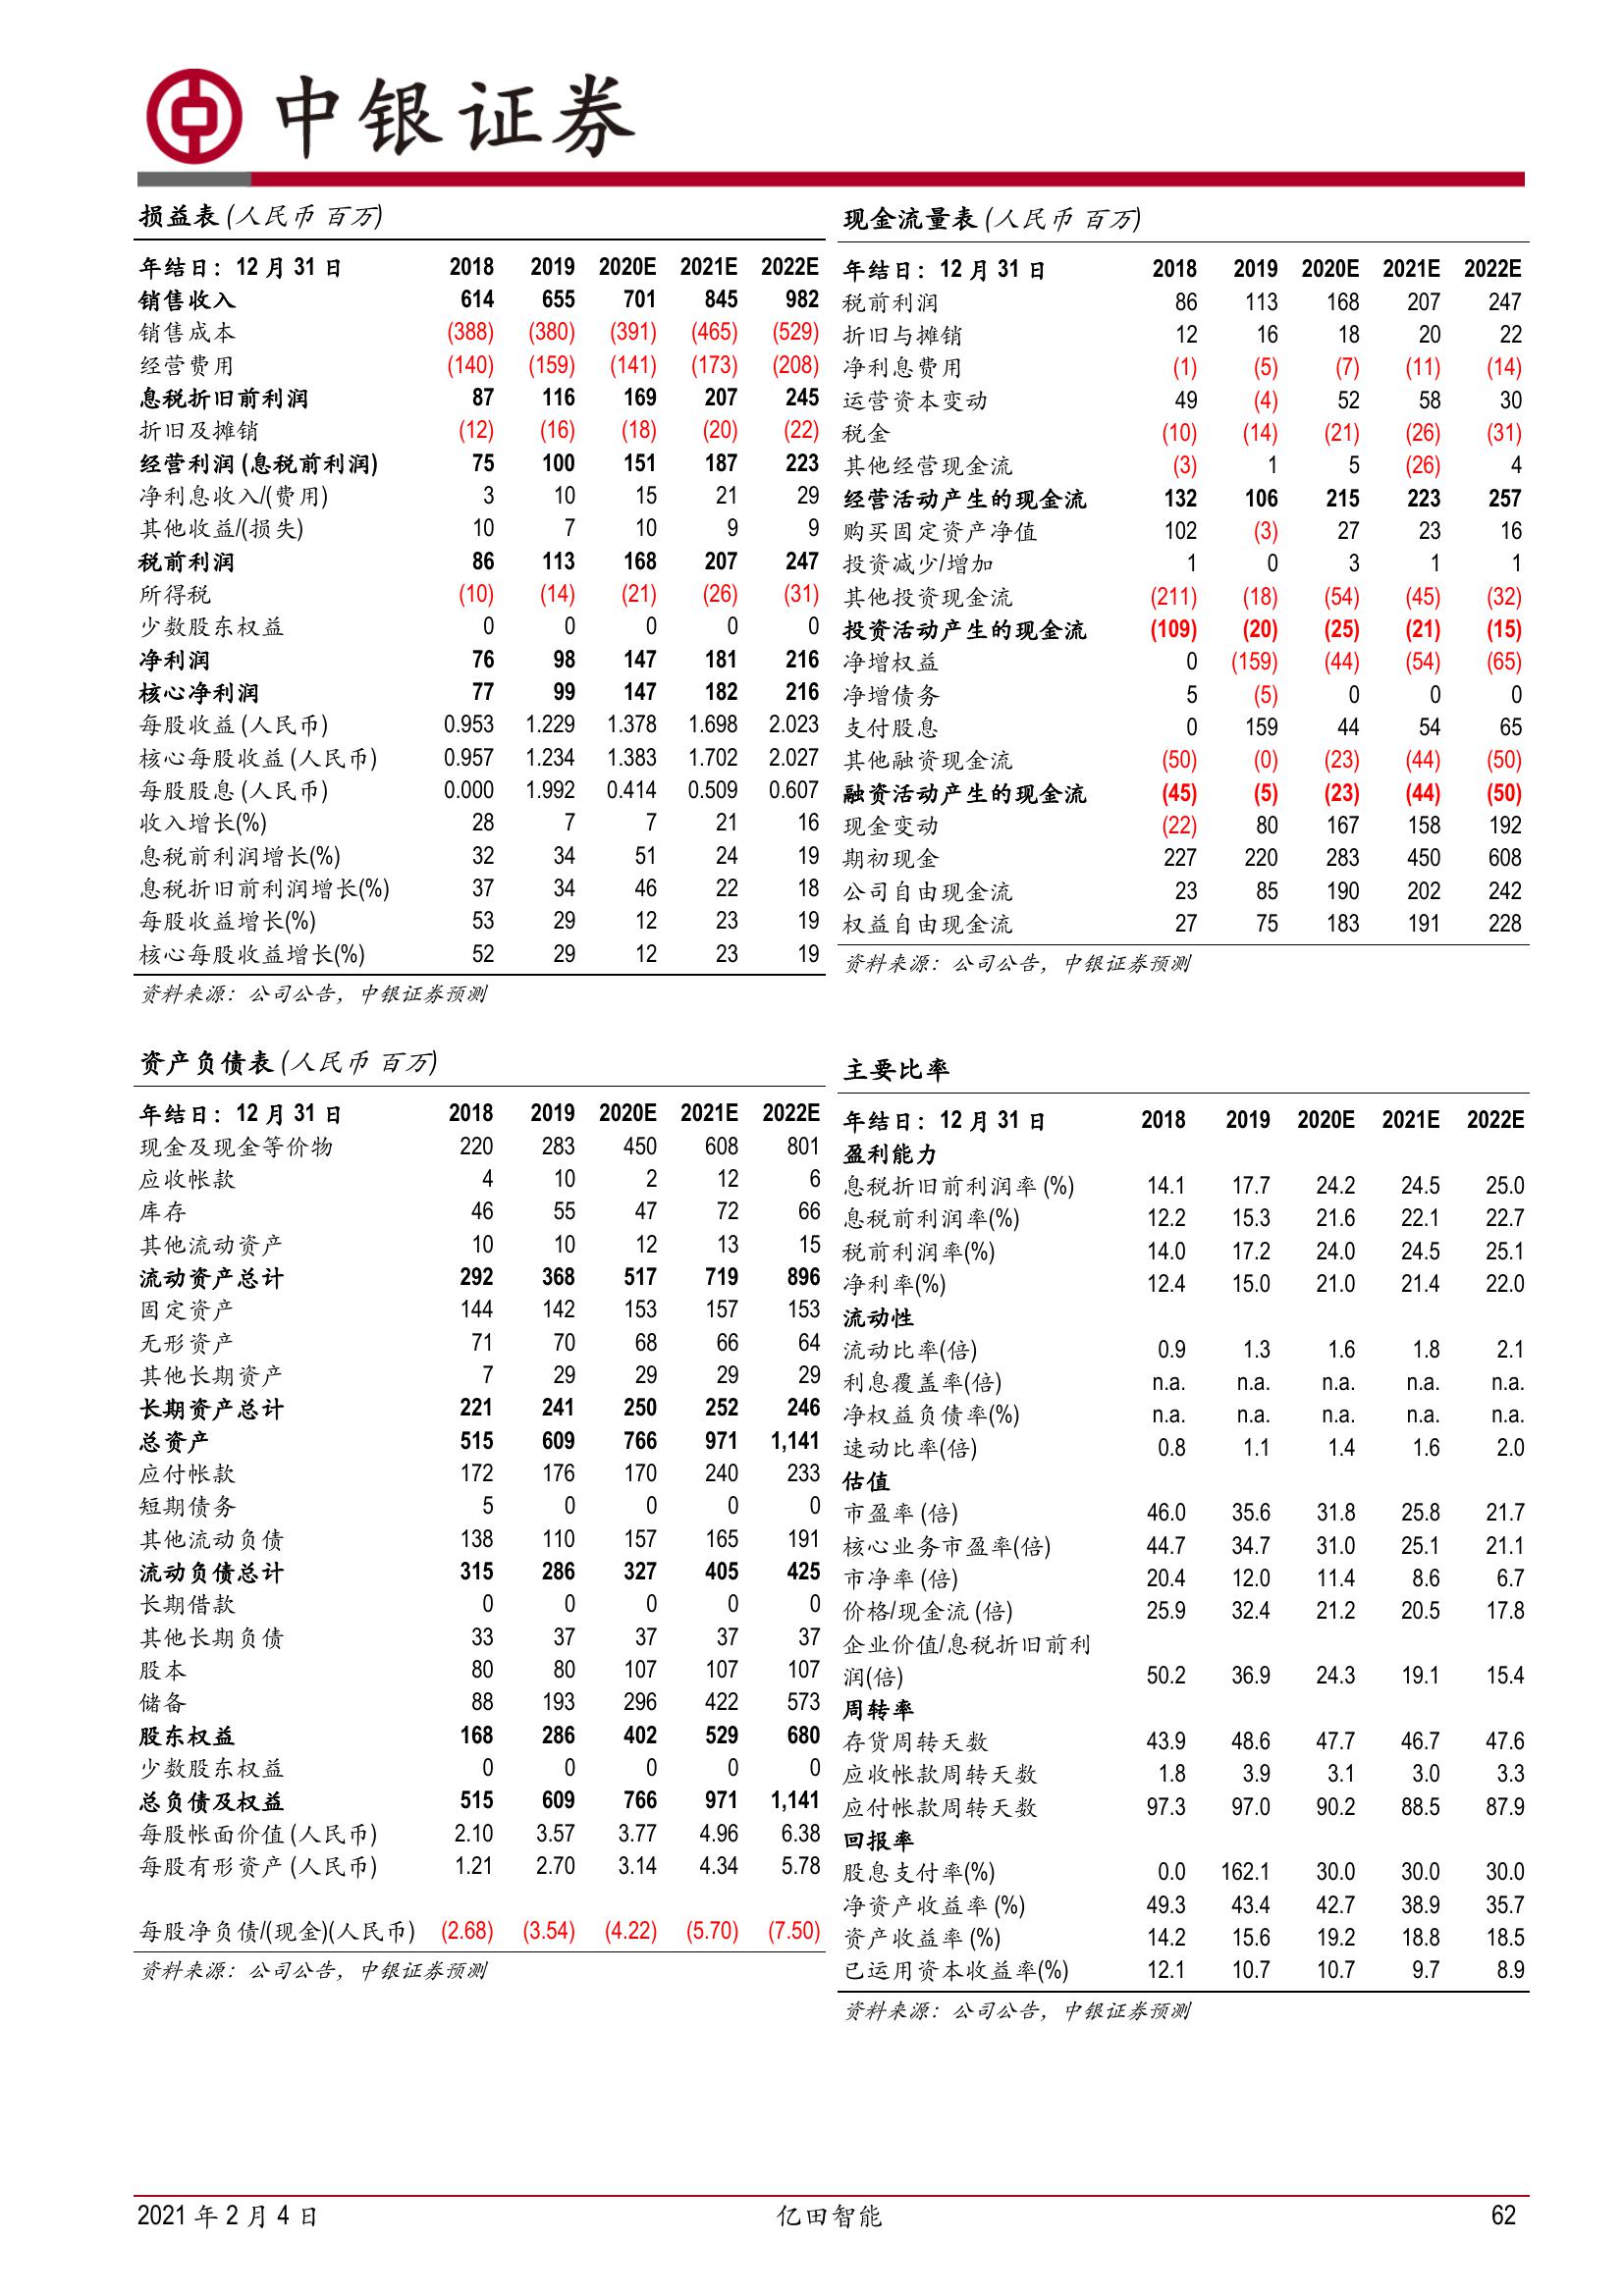 中银证券
损益表 (人民币 百万)
年结日：12 月 31 日 2018 2019 2020E 2021E 2022E
销售收入 614 655 701 845 982
销售成本 (388) (380) (391) (465) (529)
经营费用 (140) (159) (141) (173) (208)
息税折旧前利润 87 116 169 207 245
折旧及摊销 (12) (16) (18) (20) (22)
经营利润 (息税前利润) 75 100 151 187 223
净利息收入/(费用) 3 10 15 21 29
其他收益/(损失) 10 7 10 9 9
税前利润 86 113 168 207 247
所得税 (10) (14) (21) (26) (31)
少数股东权益 0 0 0 0 0
净利润 76 98 147 181 216
核心净利润 77 99 147 182 216
每股收益 (人民币) 0.953 1.229 1.378 1.698 2.023
核心每股收益 (人民币) 0.957 1.234 1.383 1.702 2.027
每股股息 (人民币) 0.000 1.992 0.414 0.509 0.607
收入增长(%) 28 7 7 21 16
息税前利润增长(%) 32 34 51 24 19
息税折旧前利润增长(%) 37 34 46 22 18
每股收益增长(%) 53 29 12 23 19
核心每股收益增长(%) 52 29 12 23 19
资料来源：公司公告，中银证券预测
现金流量表 (人民币 百万)
年结日：12 月 31 日 2018 2019 2020E 2021E 2022E
税前利润 86 113 168 207 247
折旧与摊销 12 16 18 20 22
净利息费用 (1) (5) (7) (11) (14)
运营资本变动 49 (4) 52 58 30
税金 (10) (14) (21) (26) (31)
其他经营现金流 (3) 1 5 (26) 4
经营活动产生的现金流 132 106 215 223 257
购买固定资产净值 102 (3) 27 23 16
投资减少/增加 1 0 3 1 1
其他投资现金流 (211) (18) (54) (45) (32)
投资活动产生的现金流 (109) (20) (25) (21) (15)
净增权益 0 (159) (44) (54) (65)
净增债务 5 (5) 0 0 0
支付股息 0 159 44 54 65
其他融资现金流 (50) (0) (23) (44) (50)
融资活动产生的现金流 (45) (5) (23) (44) (50)
现金变动 (22) 80 167 158 192
期初现金 227 220 283 450 608
公司自由现金流 23 85 190 202 242
权益自由现金流 27 75 183 191 228
资料来源：公司公告，中银证券预测
资产负债表 (人民币 百万)
年结日：12 月 31 日 2018 2019 2020E 2021E 2022E
现金及现金等价物 220 283 450 608 801
应收帐款 4 10 2 12 6
库存 46 55 47 72 66
其他流动资产 10 10 12 13 15
流动资产总计 292 368 517 719 896
固定资产 144 142 153 157 153
无形资产 71 70 68 66 64
其他长期资产 7 29 29 29 29
长期资产总计 221 241 250 252 246
总资产 515 609 766 971 1,141
应付帐款 172 176 170 240 233
短期债务 5 0 0 0 0
其他流动负债 138 110 157 165 191
流动负债总计 315 286 327 405 425
长期借款 0 0 0 0 0
其他长期负债 33 37 37 37 37
股本 80 80 107 107 107
储备 88 193 296 422 573
股东权益 168 286 402 529 680
少数股东权益 0 0 0 0 0
总负债及权益 515 609 766 971 1,141
每股帐面价值 (人民币) 2.10 3.57 3.77 4.96 6.38
每股有形资产 (人民币) 1.21 2.70 3.14 4.34 5.78
每股净负债/(现金)(人民币) (2.68) (3.54) (4.22) (5.70) (7.50)
资料来源：公司公告，中银证券预测
主要比率
年结日：12 月 31 日 2018 2019 2020E 2021E 2022E
盈利能力
息税折旧前利润率 (%) 14.1 17.7 24.2 24.5 25.0
息税前利润率(%) 12.2 15.3 21.6 22.1 22.7
税前利润率(%) 14.0 17.2 24.0 24.5 25.1
净利率(%) 12.4 15.0 21.0 21.4 22.0
流动性
流动比率(倍) 0.9 1.3 1.6 1.8 2.1
利息覆盖率(倍) n.a. n.a. n.a. n.a. n.a.
净权益负债率(%) n.a. n.a. n.a. n.a. n.a.
速动比率(倍) 0.8 1.1 1.4 1.6 2.0
估值
市盈率 (倍) 46.0 35.6 31.8 25.8 21.7
核心业务市盈率(倍) 44.7 34.7 31.0 25.1 21.1
市净率 (倍) 20.4 12.0 11.4 8.6 6.7
价格/现金流 (倍) 25.9 32.4 21.2 20.5 17.8
企业价值/息税折旧前利
润(倍) 50.2 36.9 24.3 19.1 15.4
周转率
存货周转天数 43.9 48.6 47.7 46.7 47.6
应收帐款周转天数 1.8 3.9 3.1 3.0 3.3
应付帐款周转天数 97.3 97.0 90.2 88.5 87.9
回报率
股息支付率(%) 0.0 162.1 30.0 30.0 30.0
净资产收益率 (%) 49.3 43.4 42.7 38.9 35.7
资产收益率 (%) 14.2 15.6 19.2 18.8 18.5
已运用资本收益率(%) 12.1 10.7 10.7 9.7 8.9
资料来源：公司公告，中银证券预测
2021 年 2 月 4 日 亿田智能 62